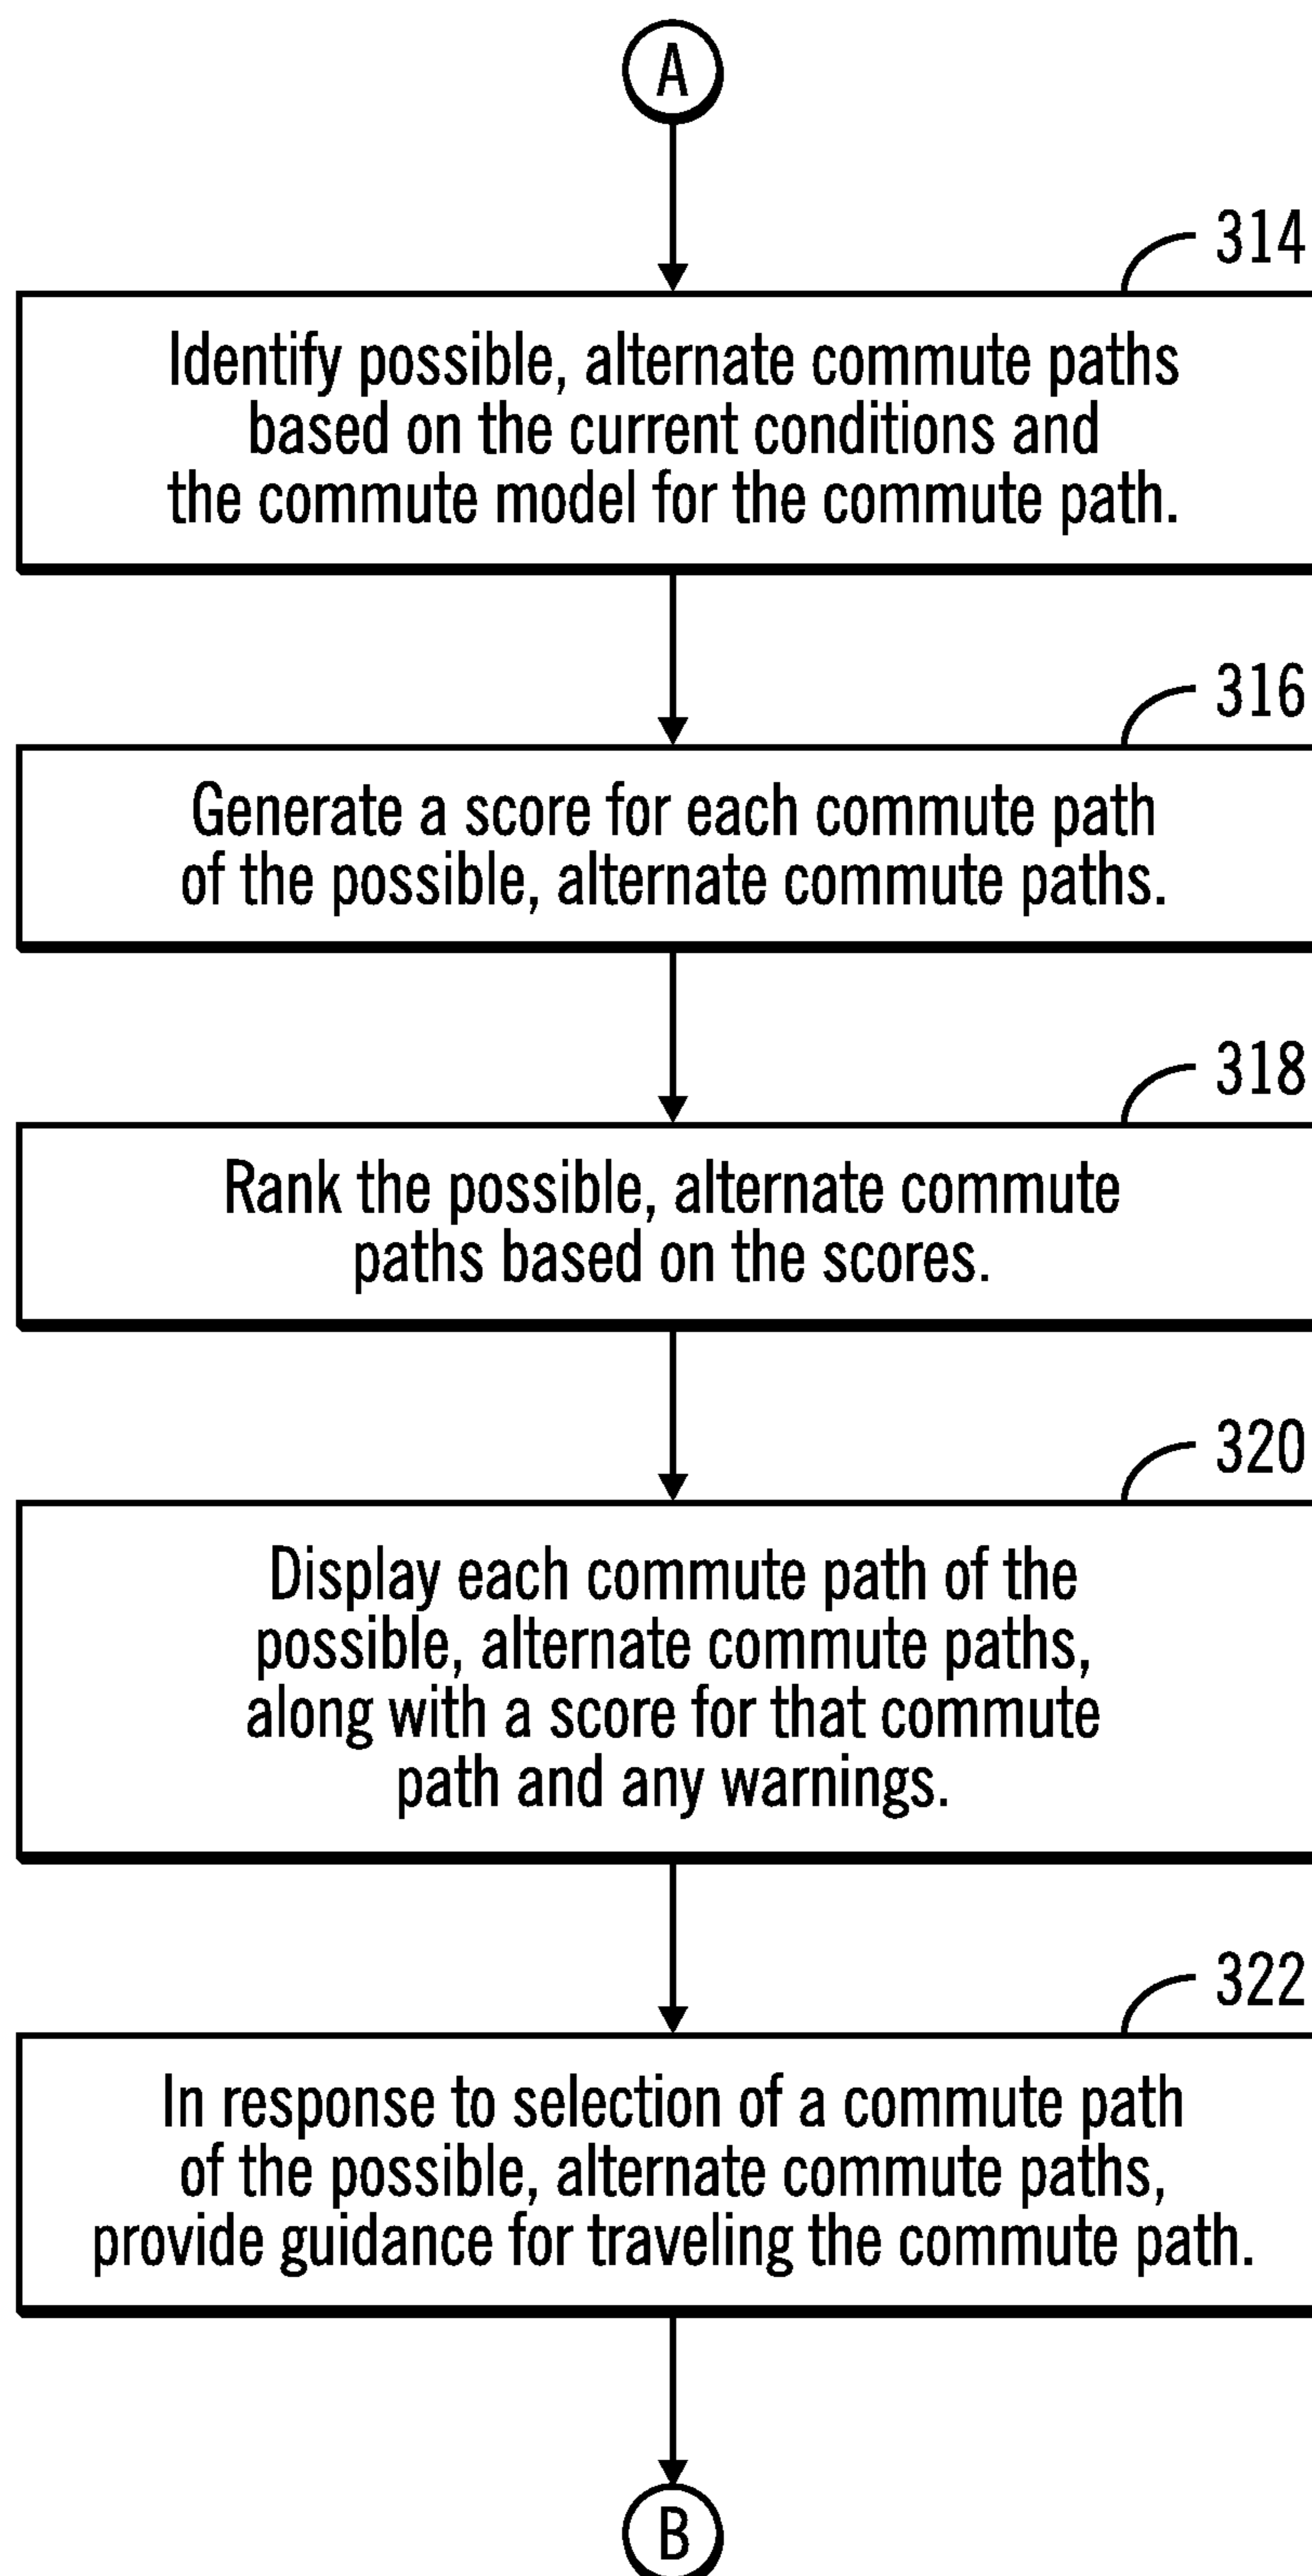 A
314
Identify possible, alternate commute paths
based on the current conditions and
the commute model for the commute path.
316
Generate a score for each commute path
of the possible, alternate commute paths.
318
Rank the possible, alternate commute
paths based on the scores.
320
Display each commute path of the
possible, alternate commute paths,
along with a score for that commute
path and any warnings.
322
In response to selection of a commute path
of the possible, alternate commute paths,
provide guidance for traveling the commute path.
B